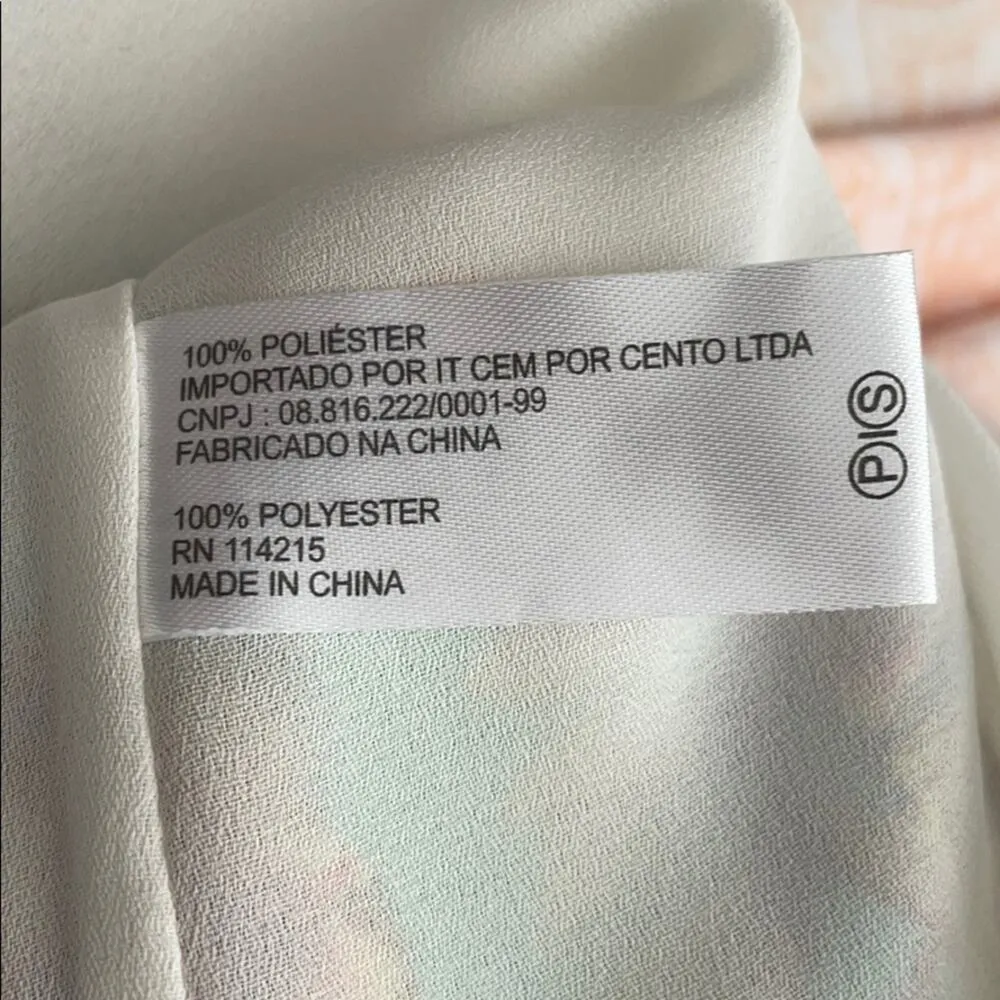 100% POLIÉSTER
IMPORTADO POR IT CEM POR CENTO LTDA
CNPJ : 08.816.222/0001-99
FABRICADO NA CHINA
100% POLYESTER
RN 114215
MADE IN CHINA
P|S